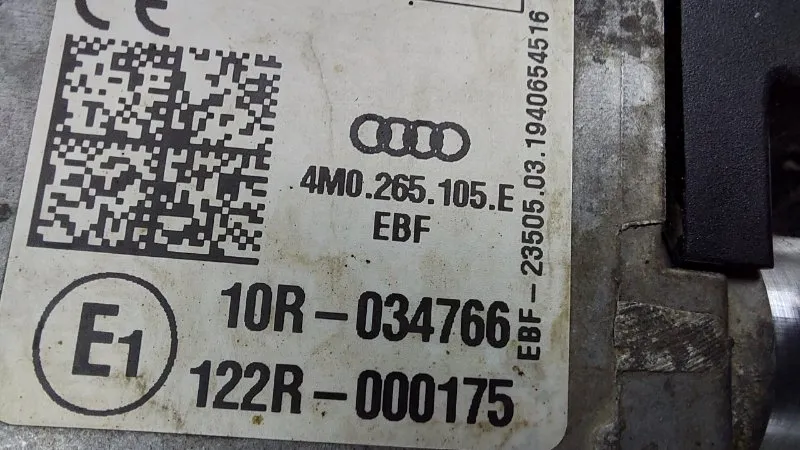 CE
4M0.265.105.E
EBF
10R-034766
E1
122R-000175
EBF-23505.03.1940654516